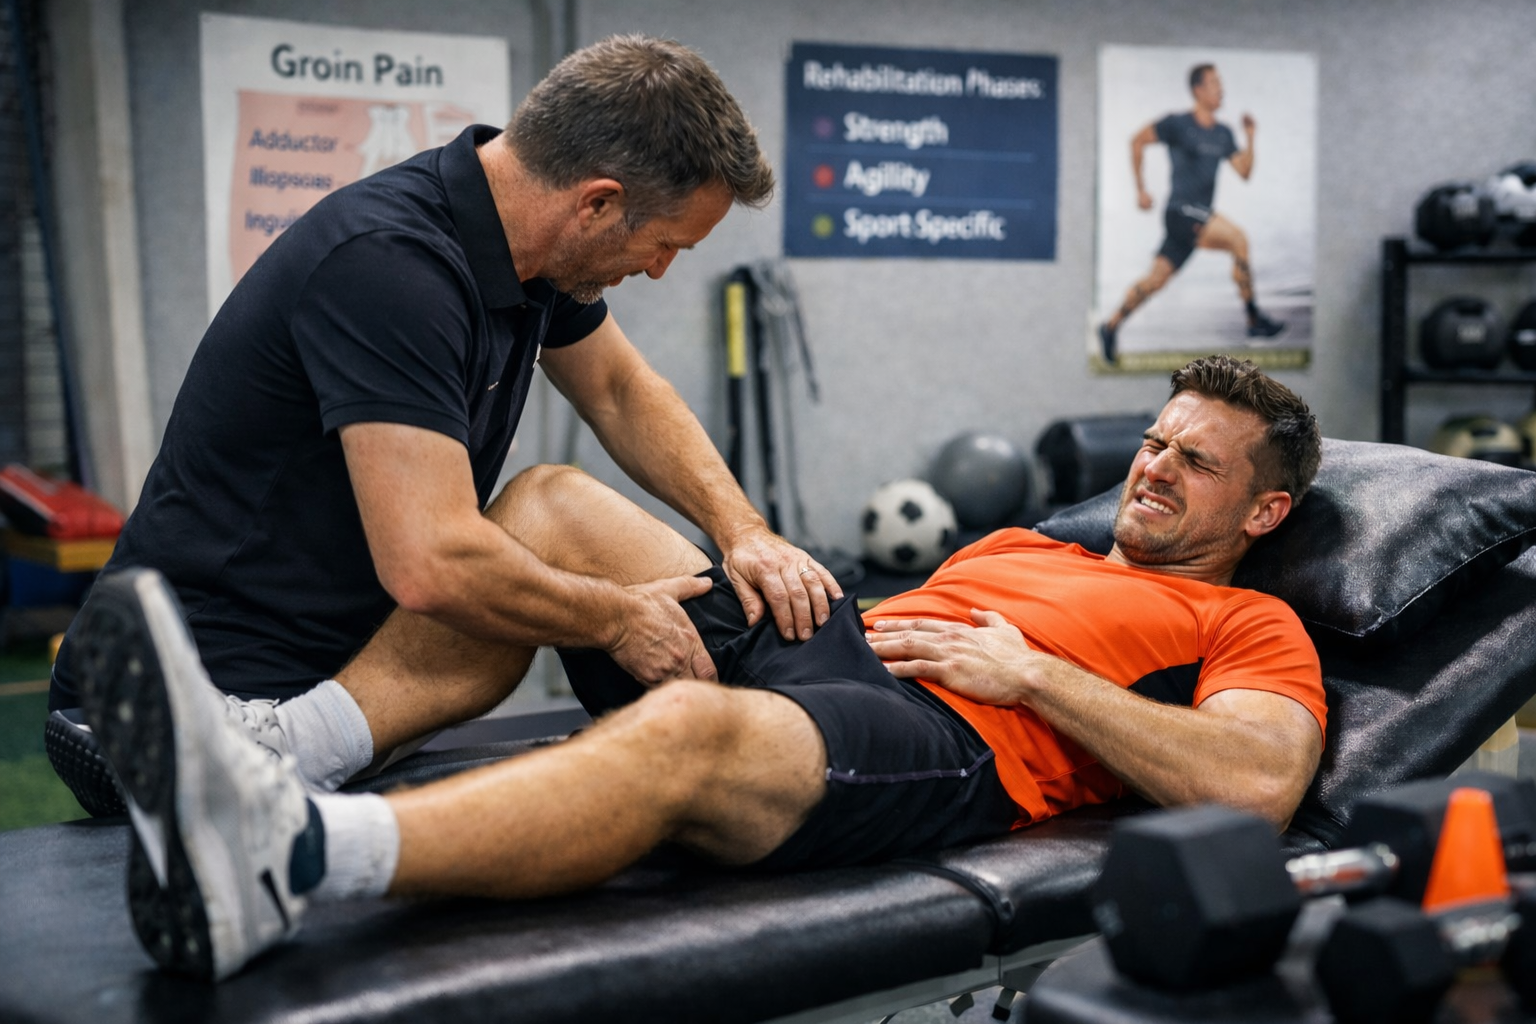 Groin Pain
Adductor
Iliopsoas
Rehabilitation Phases:
Strength
Agility
Sport-Specific